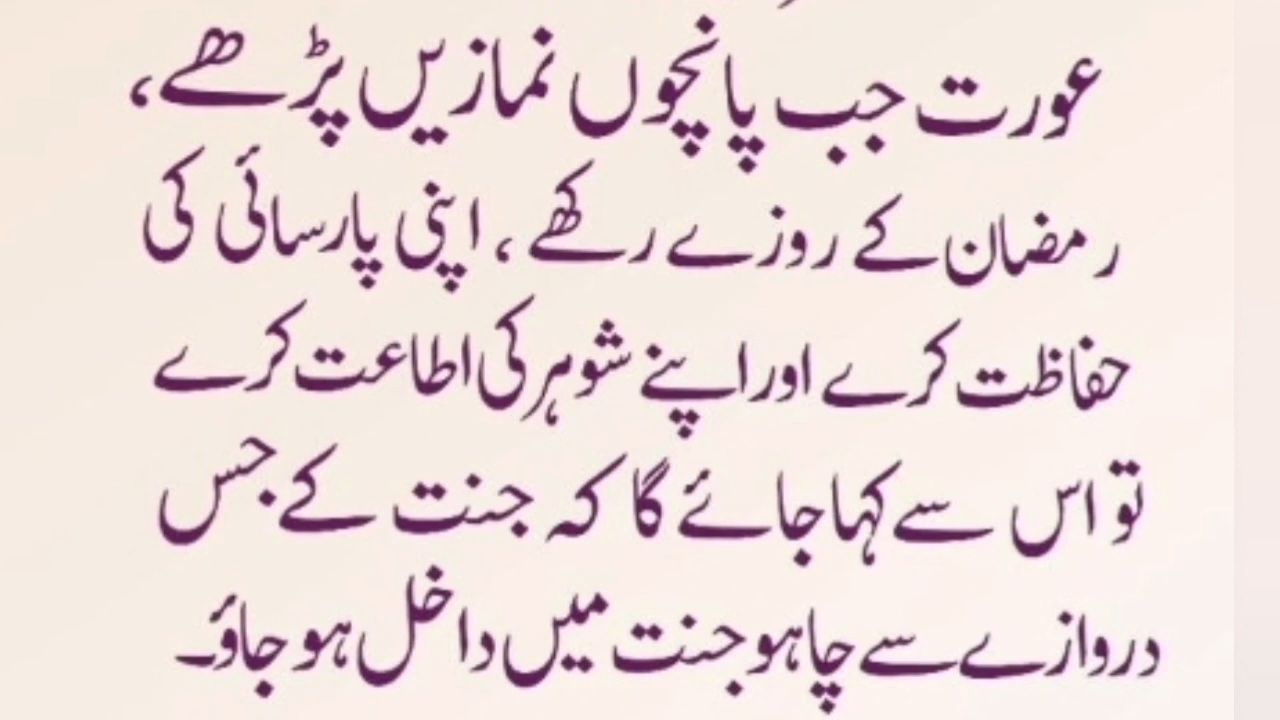 عورت جب پانچوں نمازیں پڑھے،
رمضان کے روزے رکھے، اپنی پارسائی کی
حفاظت کرے اور اپنے شوہر کی اطاعت کرے
تو اس سے کہا جائے گا کہ جنت کے جس
دروازے سے چاہو جنت میں داخل ہو جاؤ۔